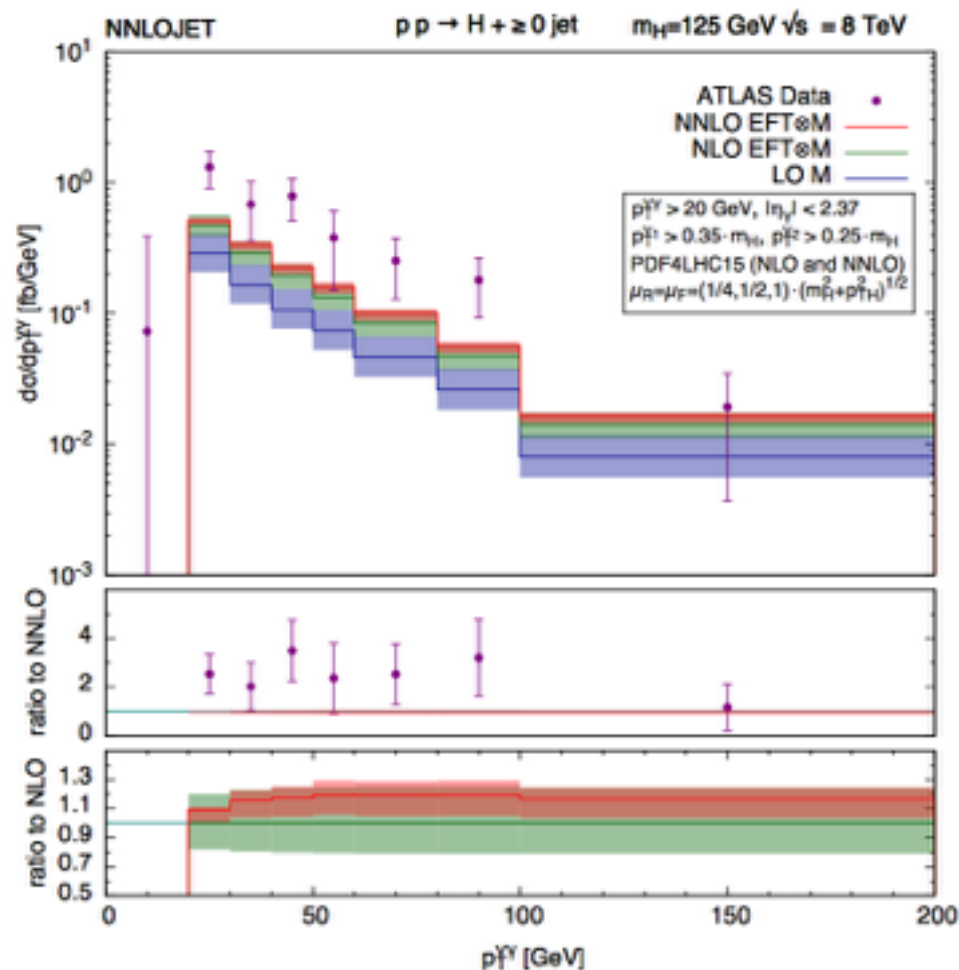 NNLOJET p p → H + ≥ 0 jet m_H=125 GeV √s = 8 TeV
10^1
10^0
10^-1
10^-2
10^-3
dσ/dp_T^γγ [fb/GeV]
ATLAS Data
NNLO EFT⊗M
NLO EFT⊗M
LO M
p_T^γγ > 20 GeV, |η_γ| < 2.37
p_T^γ1 > 0.35· m_H, p_T^γ2 > 0.25· m_H
PDF4LHC15 (NLO and NNLO)
μ_R=μ_F=(1/4,1/2,1)·(m_H^2+p_TH^2)^1/2
ratio to NNLO
4
2
0
ratio to NLO
1.3
1.1
0.9
0.7
0.5
0 50 100 150 200
p_T^γγ [GeV]